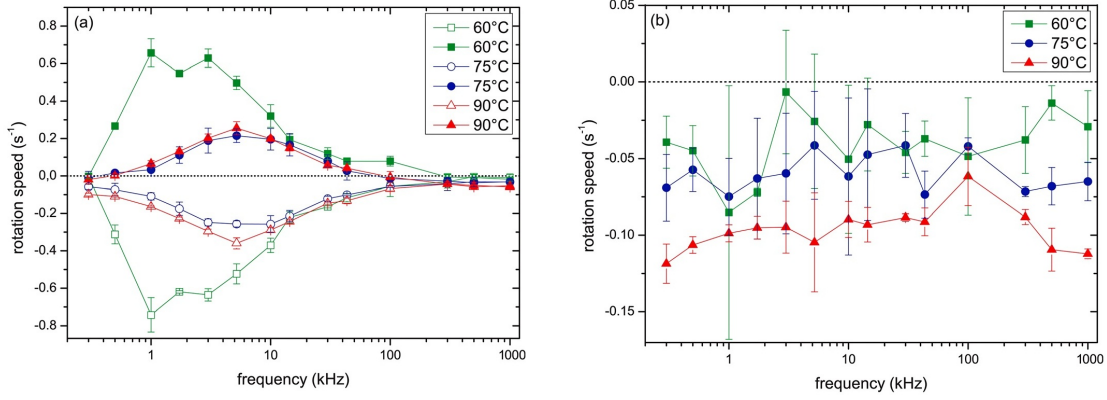 (a)
60°C
60°C
75°C
75°C
90°C
90°C
0.8
0.6
0.4
0.2
0.0
-0.2
-0.4
-0.6
-0.8
rotation speed (s⁻¹)
1
10
100
1000
frequency (kHz)
(b)
60°C
75°C
90°C
0.05
0.00
-0.05
-0.10
-0.15
rotation speed (s⁻¹)
1
10
100
1000
frequency (kHz)